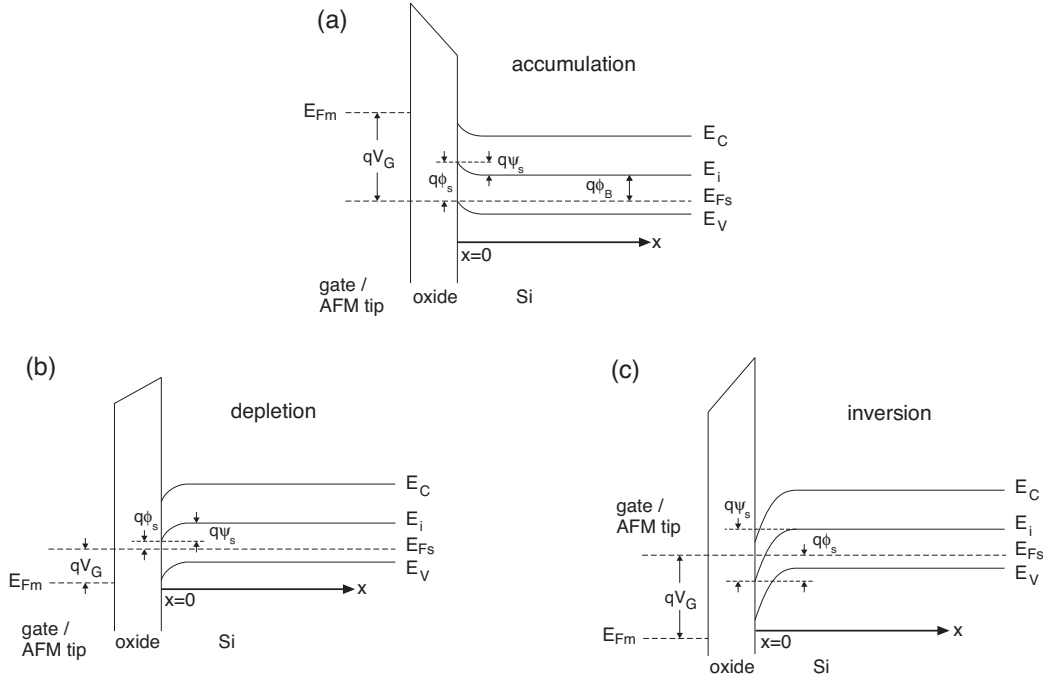 (a)
accumulation
E_Fm
E_C
qV_G
qψ_s
E_i
qϕ_s
qϕ_B
E_Fs
E_V
x
x=0
gate /
AFM tip
oxide
Si
(b)
depletion
E_C
qϕ_s
E_i
qψ_s
E_Fs
qV_G
E_V
E_Fm
x
x=0
gate /
AFM tip
oxide
Si
(c)
inversion
gate /
AFM tip
E_C
qψ_s
E_i
qϕ_s
E_Fs
E_V
qV_G
E_Fm
x
x=0
oxide
Si